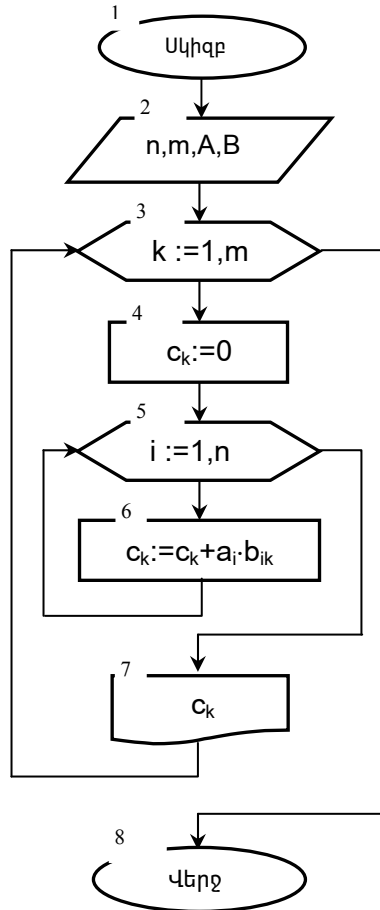 1
Սկիզբ
2
n,m,A,B
3
k :=1,m
4
cₖ:=0
5
i :=1,n
6
cₖ:=cₖ+aᵢ·bᵢₖ
7
cₖ
8
Վերջ